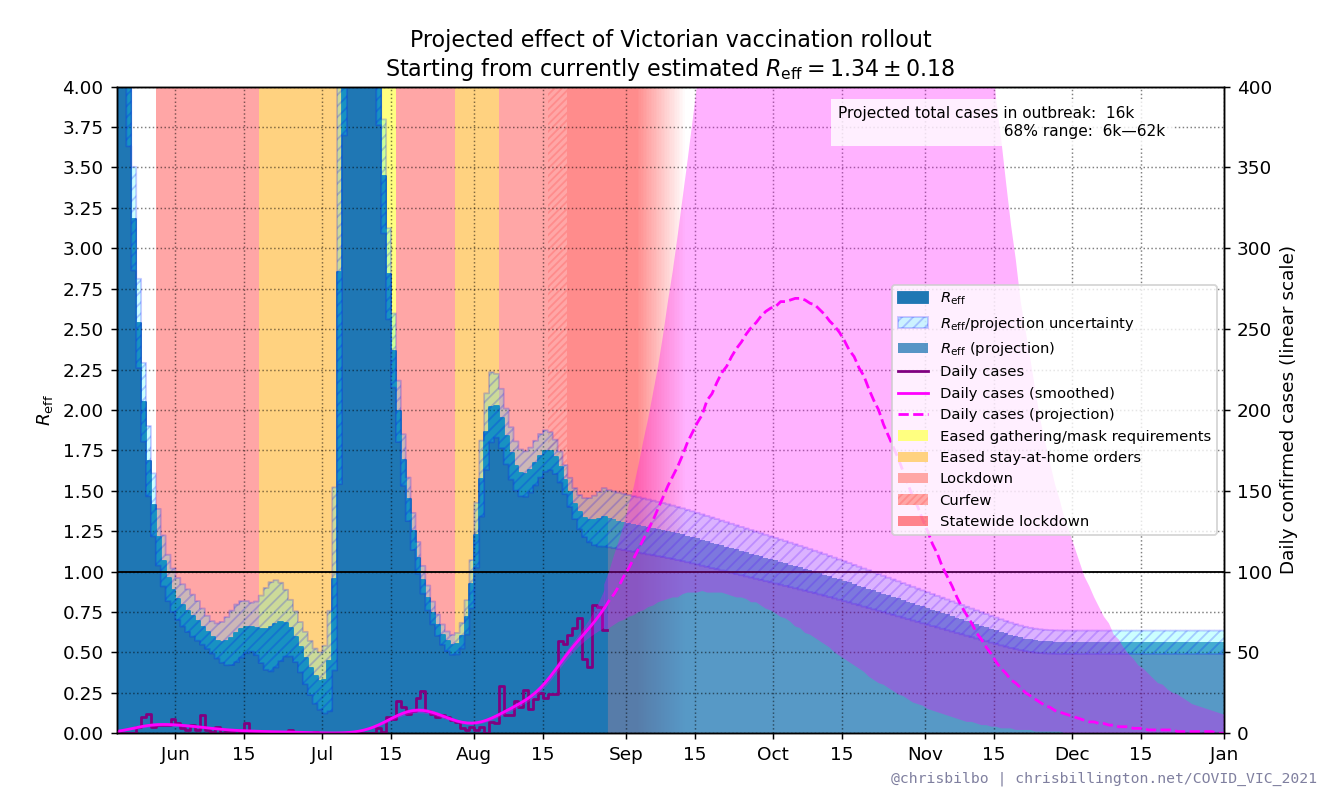 Projected effect of Victorian vaccination rollout
Starting from currently estimated R_eff = 1.34 ± 0.18
Projected total cases in outbreak: 16k
68% range: 6k—62k
4.00
3.75
3.50
3.25
3.00
2.75
2.50
2.25
2.00
1.75
1.50
1.25
1.00
0.75
0.50
0.25
0.00
R_eff
400
350
300
250
200
150
100
50
0
Daily confirmed cases (linear scale)
R_eff
R_eff/projection uncertainty
R_eff (projection)
Daily cases
Daily cases (smoothed)
Daily cases (projection)
Eased gathering/mask requirements
Eased stay-at-home orders
Lockdown
Curfew
Statewide lockdown
Jun 15 Jul 15 Aug 15 Sep 15 Oct 15 Nov 15 Dec 15 Jan
@chrisbilbo | chrisbillington.net/COVID_VIC_2021